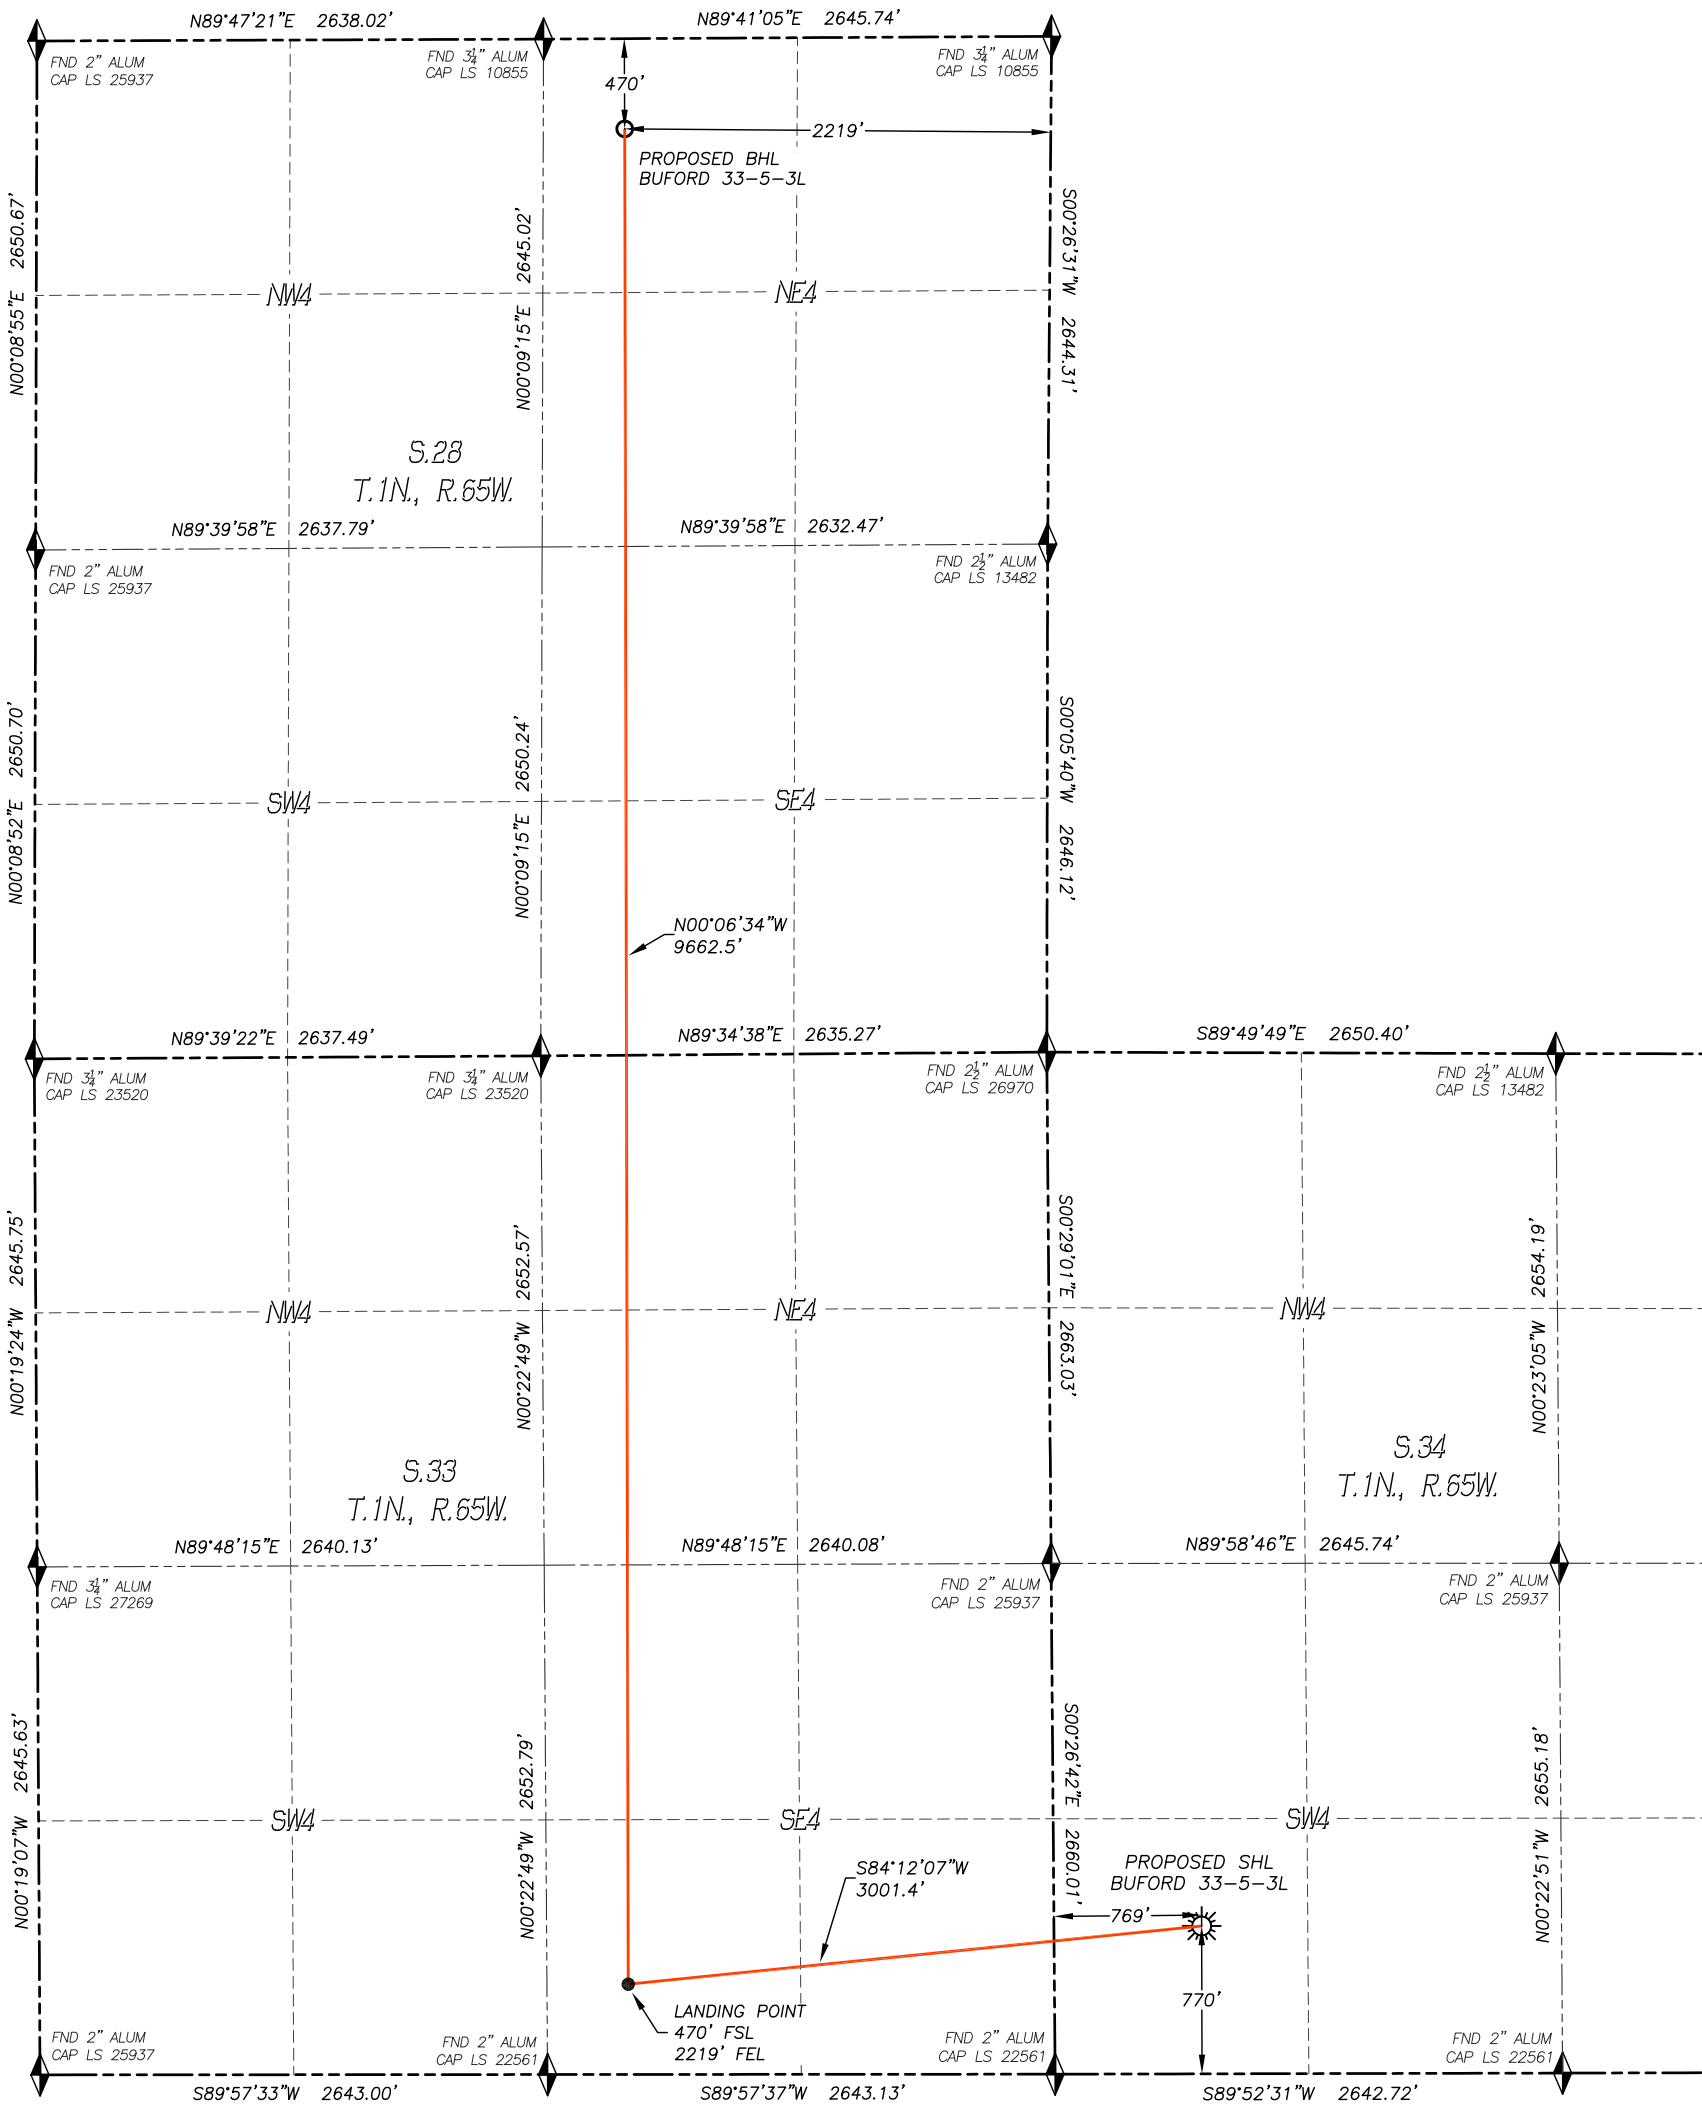 N89°47'21"E 2638.02'
N89°41'05"E 2645.74'
FND 2" ALUM
CAP LS 25937
FND 3¼" ALUM
CAP LS 10855
FND 3¼" ALUM
CAP LS 10855
470'
2219'
PROPOSED BHL
BUFORD 33-5-3L
N00°08'55"E 2650.67'
N00°09'15"E 2645.02'
S00°26'31"W 2644.31'
NW4
NE4
S.28
T.1N., R.65W.
N89°39'58"E 2637.79'
N89°39'58"E 2632.47'
FND 2" ALUM
CAP LS 25937
FND 2½" ALUM
CAP LS 13482
N00°08'52"E 2650.70'
N00°09'15"E 2650.24'
S00°05'40"W 2646.12'
SW4
SE4
N00°06'34"W
9662.5'
N89°39'22"E 2637.49'
N89°34'38"E 2635.27'
S89°49'49"E 2650.40'
FND 3¼" ALUM
CAP LS 23520
FND 3¼" ALUM
CAP LS 23520
FND 2½" ALUM
CAP LS 26970
FND 2½" ALUM
CAP LS 13482
N00°19'24"W 2645.75'
N00°22'49"W 2652.57'
S00°29'01"E 2663.03'
N00°23'05"W 2654.19'
NW4
NE4
NW4
S.33
T.1N., R.65W.
S.34
T.1N., R.65W.
N89°48'15"E 2640.13'
N89°48'15"E 2640.08'
N89°58'46"E 2645.74'
FND 3¼" ALUM
CAP LS 27269
FND 2" ALUM
CAP LS 25937
FND 2" ALUM
CAP LS 25937
N00°19'07"W 2645.63'
N00°22'49"W 2652.79'
S00°26'42"E 2660.01'
N00°22'51"W 2655.18'
SW4
SE4
SW4
S84°12'07"W
3001.4'
PROPOSED SHL
BUFORD 33-5-3L
769'
770'
LANDING POINT
470' FSL
2219' FEL
FND 2" ALUM
CAP LS 25937
FND 2" ALUM
CAP LS 22561
FND 2" ALUM
CAP LS 22561
FND 2" ALUM
CAP LS 22561
S89°57'33"W 2643.00'
S89°57'37"W 2643.13'
S89°52'31"W 2642.72'